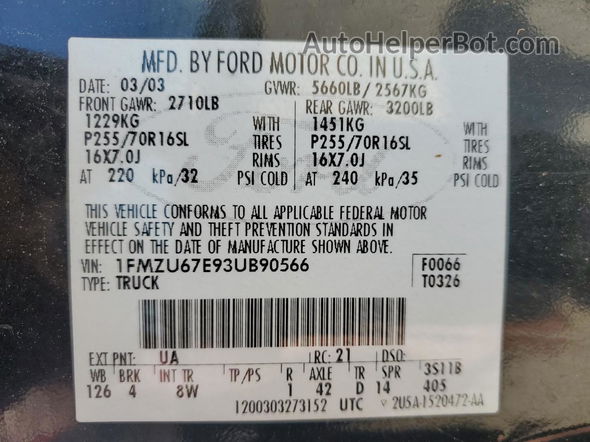 AutoHelperBot.com
MFD. BY FORD MOTOR CO. IN U.S.A.
DATE: 03/03 GVWR: 5660LB/ 2567KG
FRONT GAWR: 2710LB REAR GAWR: 3200LB
1229KG WITH 1451KG WITH
P255/70R16SL TIRES P255/70R16SL TIRES
16X7.0J RIMS 16X7.0J RIMS
AT 220 kPa/32 PSI COLD AT 240 kPa/35 PSI COLD
Ford
THIS VEHICLE CONFORMS TO ALL APPLICABLE FEDERAL MOTOR
VEHICLE SAFETY AND THEFT PREVENTION STANDARDS IN
EFFECT ON THE DATE OF MANUFACTURE SHOWN ABOVE.
VIN: 1FMZU67E93UB90566 F0066
TYPE: TRUCK T0326
EXT PNT: UA RC: 21 DSO:
WB BRK INT TR TP/PS R AXLE TR SPR 3S11B
126 4 8W 1 42 D 14 405
1200303273152 UTC 2U5A-1520472-AA